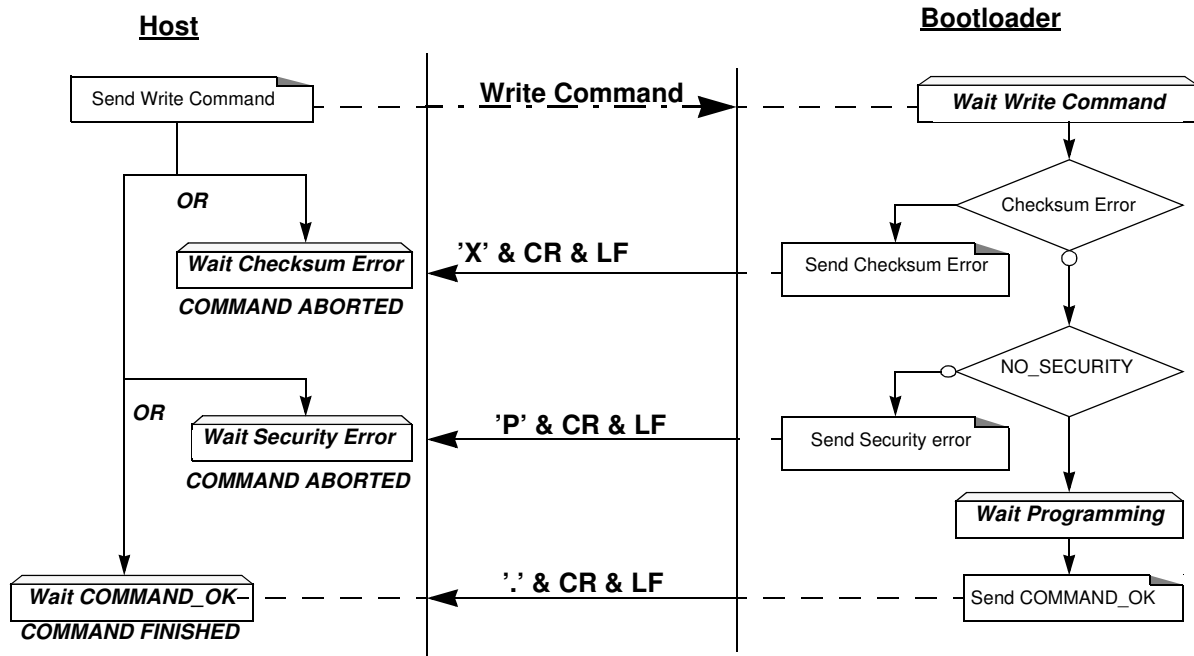 Host
Bootloader
Send Write Command
Write Command
Wait Write Command
OR
Checksum Error
Wait Checksum Error
'X' & CR & LF
Send Checksum Error
COMMAND ABORTED
NO_SECURITY
OR
Wait Security Error
'P' & CR & LF
Send Security error
COMMAND ABORTED
Wait Programming
Wait COMMAND_OK
'.' & CR & LF
Send COMMAND_OK
COMMAND FINISHED